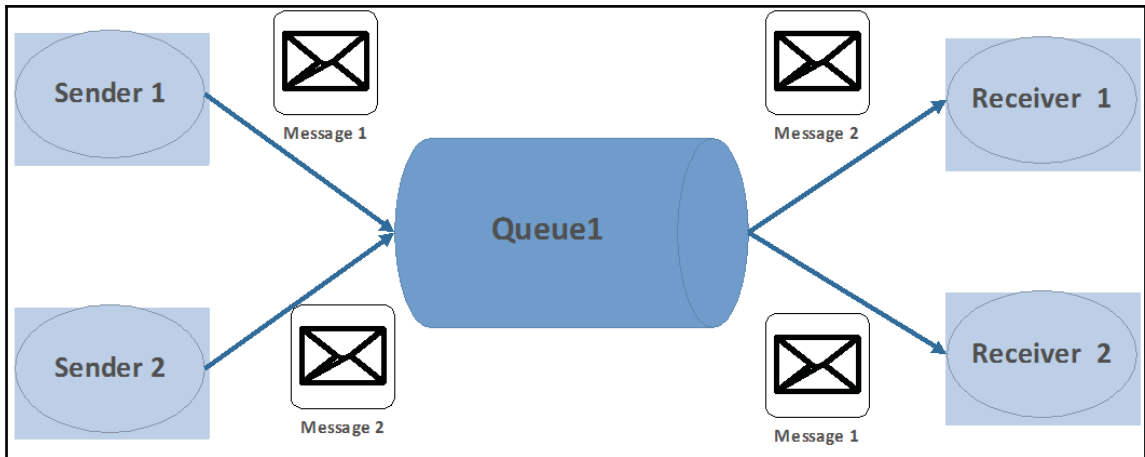 Sender 1
Message 1
Message 2
Receiver 1
Queue1
Sender 2
Message 2
Message 1
Receiver 2